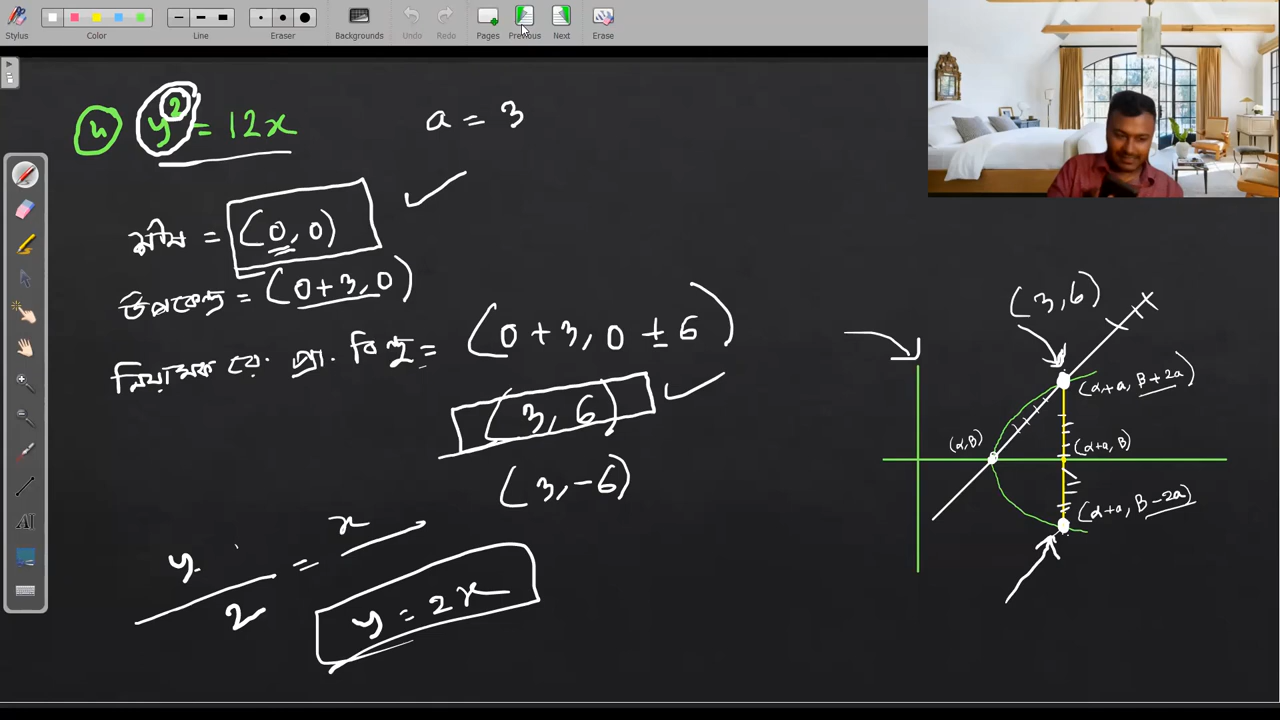 Stylus
Color
Line
Eraser
Backgrounds
Undo
Redo
Pages
Previous
Next
Erase
৸ y² = 12x
a = 3
শীর্ষ = (0, 0)
উপকেন্দ্র = (0+3, 0)
নিয়ামক রে. প্রা. বিন্দু = (0+3, 0±6)
(3, 6)
(3, -6)
y/2 = x
y = 2x
(3, 6)
(α+a, β+2a)
(α, β)
(α+a, β)
(α+a, β-2a)
AI